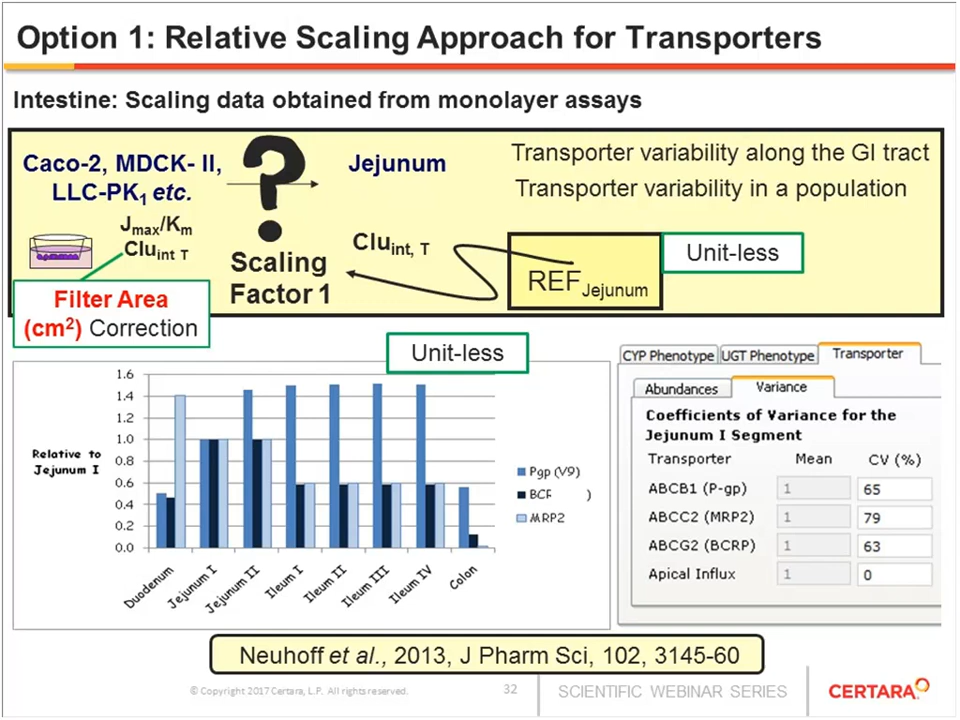 Option 1: Relative Scaling Approach for Transporters
Intestine: Scaling data obtained from monolayer assays
Caco-2, MDCK- II,
LLC-PK1 etc.
?
Jejunum
Transporter variability along the GI tract
Transporter variability in a population
Jmax/Km
Cluint T
Scaling
Factor 1
Cluint, T
REFJejunum
Unit-less
Filter Area
(cm2) Correction
Unit-less
1.6
1.4
1.2
1.0
0.8
0.6
0.4
0.2
0.0
Relative to
Jejunum I
Duodenum
Jejunum I
Jejunum II
Ileum I
Ileum II
Ileum III
Ileum IV
Colon
Pgp (V9)
BCF )
MRP2
CYP Phenotype UGT Phenotype Transporter
Abundances Variance
Coefficients of Variance for the
Jejunum I Segment
Transporter Mean CV (%)
ABCB1 (P-gp) 1 65
ABCC2 (MRP2) 1 79
ABCG2 (BCRP) 1 63
Apical Influx 1 0
Neuhoff et al., 2013, J Pharm Sci, 102, 3145-60
© Copyright 2017 Certara, L.P. All rights reserved.
32
SCIENTIFIC WEBINAR SERIES
CERTARA